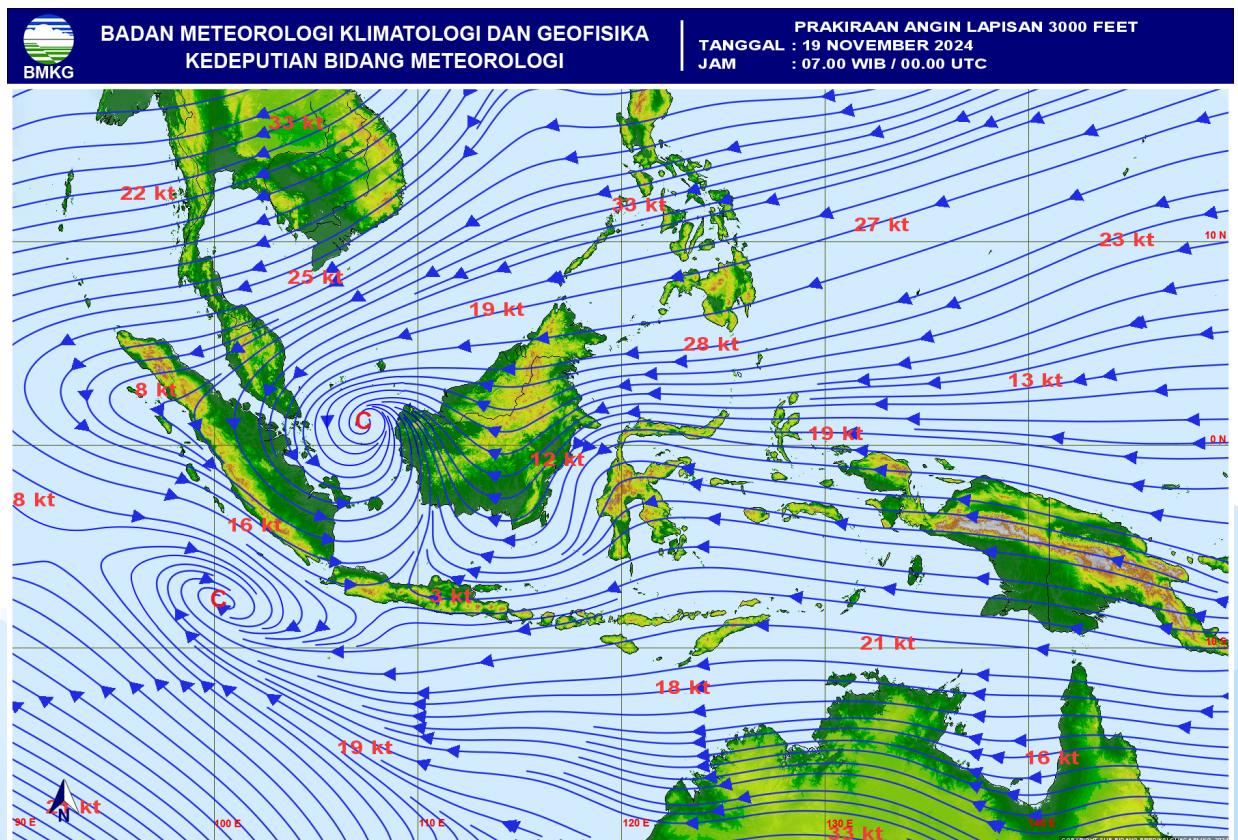 BADAN METEOROLOGI KLIMATOLOGI DAN GEOFISIKA
KEDEPUTIAN BIDANG METEOROLOGI
BMKG
PRAKIRAAN ANGIN LAPISAN 3000 FEET
TANGGAL : 19 NOVEMBER 2024
JAM : 07.00 WIB / 00.00 UTC
33 kt
22 kt
33 kt
27 kt
23 kt
10 N
25 kt
19 kt
28 kt
13 kt
8 kt
C
19 kt
0 N
12 kt
8 kt
16 kt
C
3 kt
21 kt
10 S
18 kt
19 kt
16 kt
N
90 E
100 E
110 E
120 E
130 E
33 kt